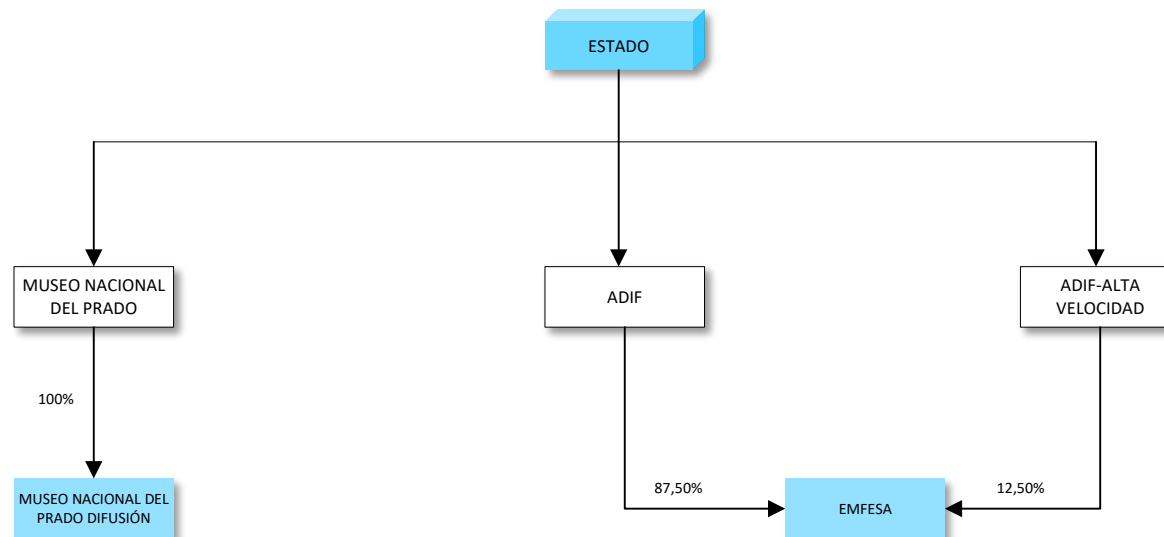 ESTADO
MUSEO NACIONAL
DEL PRADO
ADIF
ADIF-ALTA
VELOCIDAD
100%
87,50%
12,50%
MUSEO NACIONAL DEL
PRADO DIFUSIÓN
EMFESA